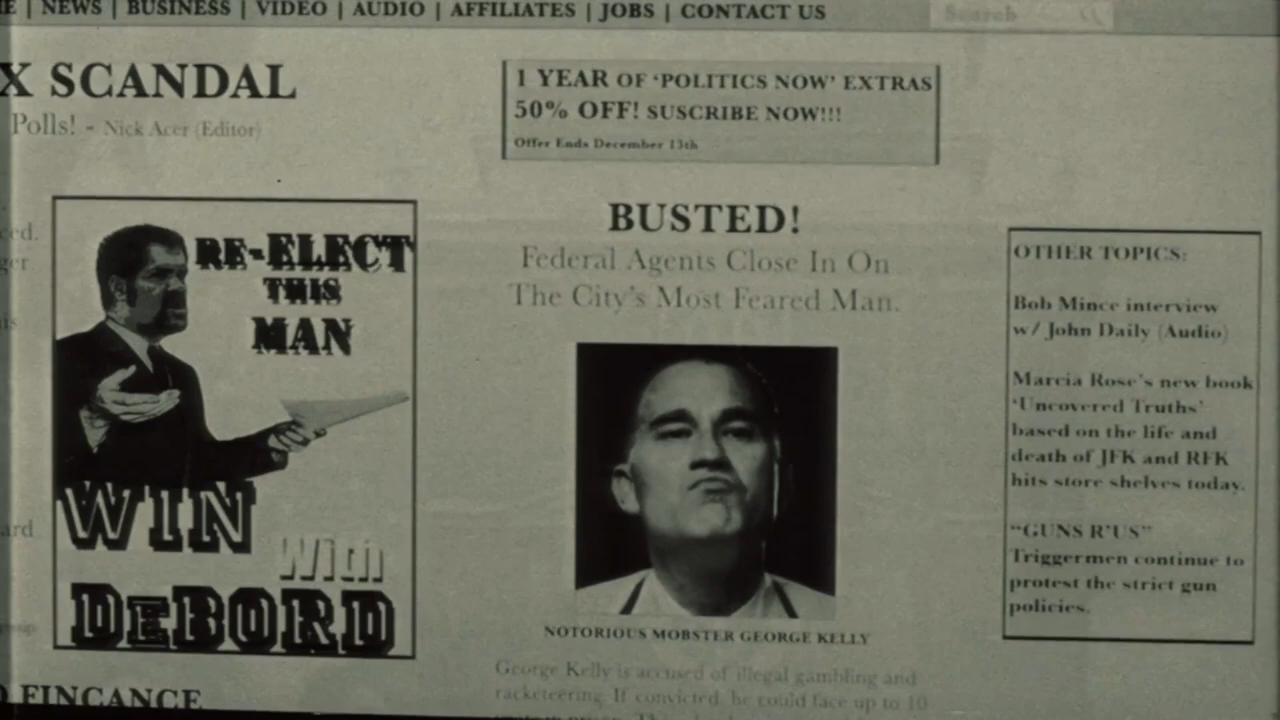 | NEWS | BUSINESS | VIDEO | AUDIO | AFFILIATES | JOBS | CONTACT US
Search
X SCANDAL
Polls! - Nick Acer (Editor)
1 YEAR OF 'POLITICS NOW' EXTRAS
50% OFF! SUSCRIBE NOW!!!
Offer Ends December 13th
RE-ELECT
THIS
MAN
WIN
With
DEBORD
FINCANCE
BUSTED!
Federal Agents Close In On
The City's Most Feared Man.
NOTORIOUS MOBSTER GEORGE KELLY
George Kelly is accused of illegal gambling and
racketeering. If convicted, he could face up to 10
OTHER TOPICS:
Bob Mince interview
w/ John Daily (Audio)
Marcia Rose's new book
'Uncovered Truths'
based on the life and
death of JFK and RFK
hits store shelves today.
"GUNS R'US"
Triggermen continue to
protest the strict gun
policies.